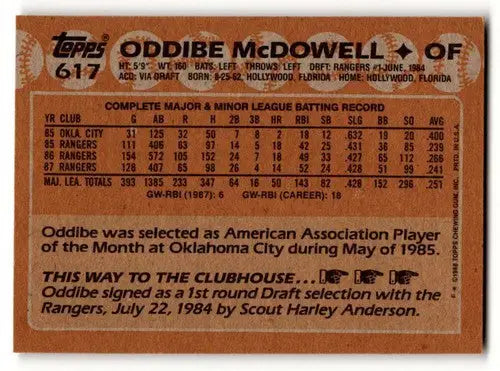 Topps
617
ODDIBE McDOWELL ✦ OF
HT: 5'9" WT: 160 BATS: LEFT THROWS: LEFT DRAFT: RANGERS #1-JUNE, 1984
ACQ: VIA DRAFT BORN: 8-25-62, HOLLYWOOD, FLORIDA HOME: HOLLYWOOD, FLORIDA
COMPLETE MAJOR & MINOR LEAGUE BATTING RECORD
YR CLUB G AB R H 2B 3B HR RBI SB SLG BB SO AVG
85 OKLA. CITY 31 125 32 50 7 8 2 18 12 .632 19 20 .400
85 RANGERS 111 406 63 97 14 5 18 42 25 .431 36 85 .239
86 RANGERS 154 572 105 152 24 7 18 49 33 .427 65 112 .266
87 RANGERS 128 407 65 98 26 4 14 52 24 .428 51 99 .241
MAJ. LEA. TOTALS 393 1385 233 347 64 16 50 143 82 .428 152 296 .251
GW-RBI (1987): 6 GW-RBI (CAREER): 18
Oddibe was selected as American Association Player
of the Month at Oklahoma City during May of 1985.
THIS WAY TO THE CLUBHOUSE...
Oddibe signed as a 1st round Draft selection with the
Rangers, July 22, 1984 by Scout Harley Anderson.
©1988 TOPPS CHEWING GUM, INC. PRTD. IN U.S.A.